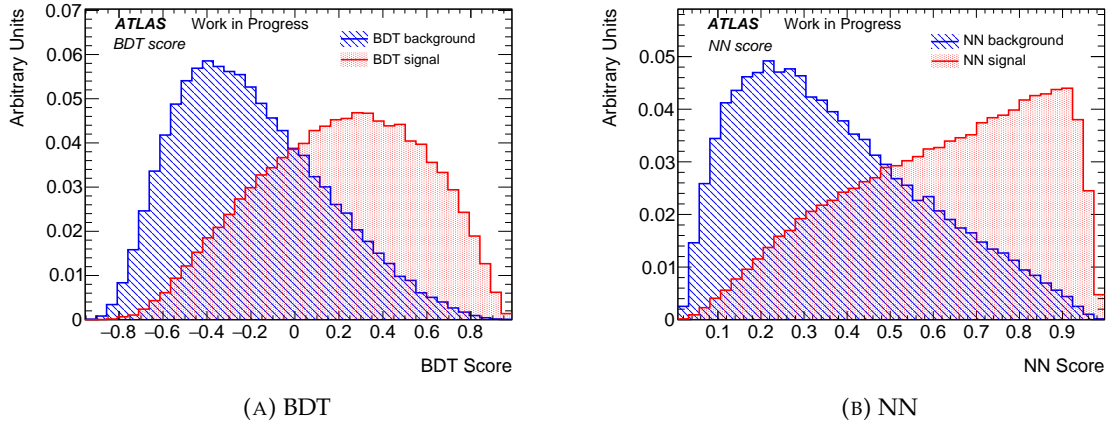 ATLAS Work in Progress
BDT score
BDT background
BDT signal
Arbitrary Units
0.06
0.05
0.04
0.03
0.02
0.01
0
−0.8 −0.6 −0.4 −0.2 0 0.2 0.4 0.6 0.8
BDT Score
(A) BDT
ATLAS Work in Progress
NN score
NN background
NN signal
Arbitrary Units
0.05
0.04
0.03
0.02
0.01
0
0.1 0.2 0.3 0.4 0.5 0.6 0.7 0.8 0.9
NN Score
(B) NN